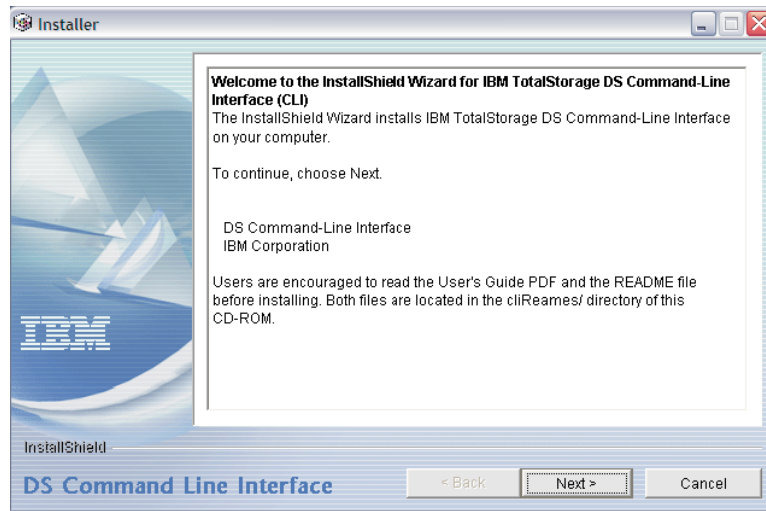 Installer
Welcome to the InstallShield Wizard for IBM TotalStorage DS Command-Line
Interface (CLI)
The InstallShield Wizard installs IBM TotalStorage DS Command-Line Interface
on your computer.
To continue, choose Next.
DS Command-Line Interface
IBM Corporation
Users are encouraged to read the User's Guide PDF and the README file
before installing. Both files are located in the cliReames/ directory of this
CD-ROM.
IBM
InstallShield
DS Command Line Interface
< Back
Next >
Cancel